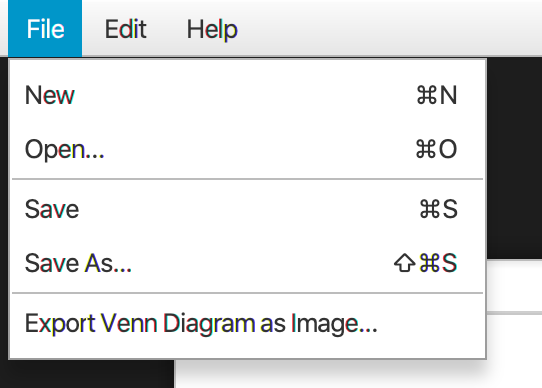 File Edit Help
New ⌘N
Open... ⌘O
Save ⌘S
Save As... ⇧⌘S
Export Venn Diagram as Image...